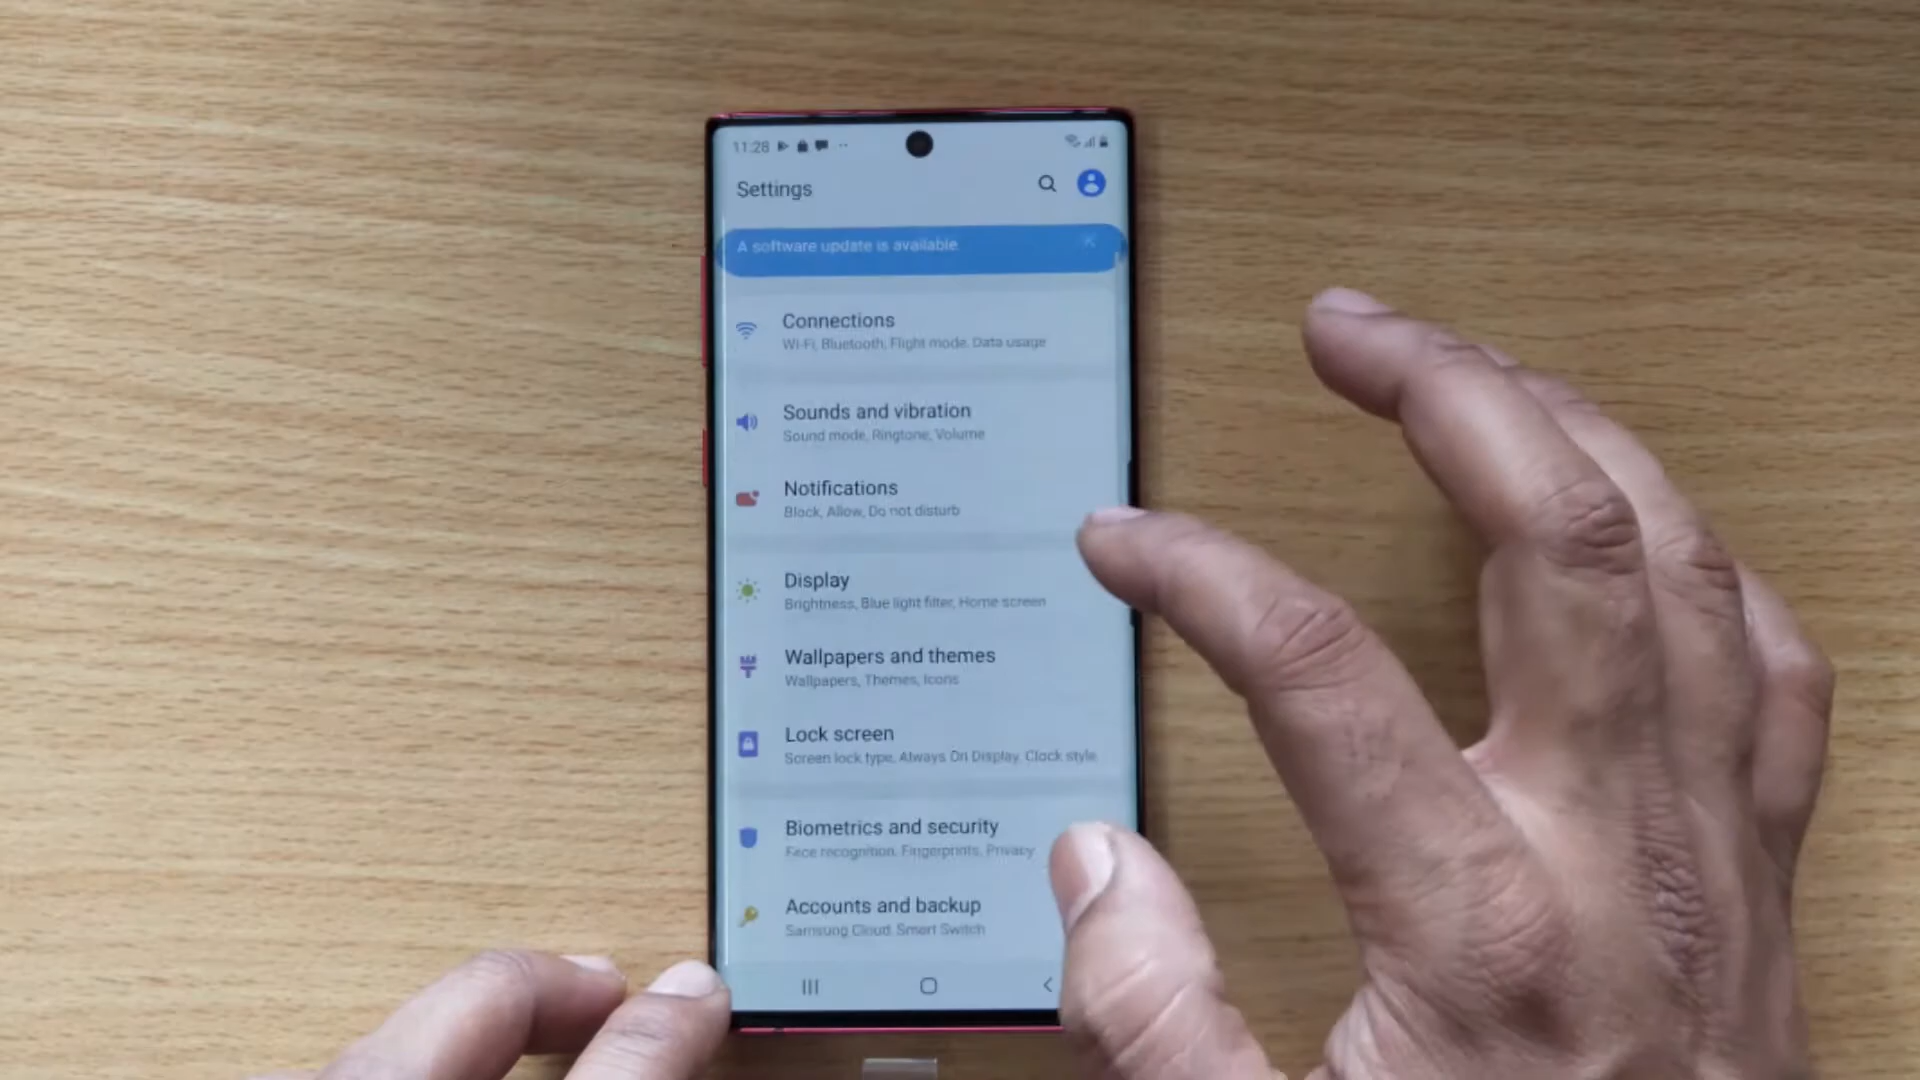 11:28
Settings
A software update is available
Connections
Wi-Fi, Bluetooth, Flight mode, Data usage
Sounds and vibration
Sound mode, Ringtone, Volume
Notifications
Block, Allow, Do not disturb
Display
Brightness, Blue light filter, Home screen
Wallpapers and themes
Wallpapers, Themes, Icons
Lock screen
Screen lock type, Always On Display, Clock style
Biometrics and security
Face recognition, Fingerprints, Privacy
Accounts and backup
Samsung Cloud, Smart Switch